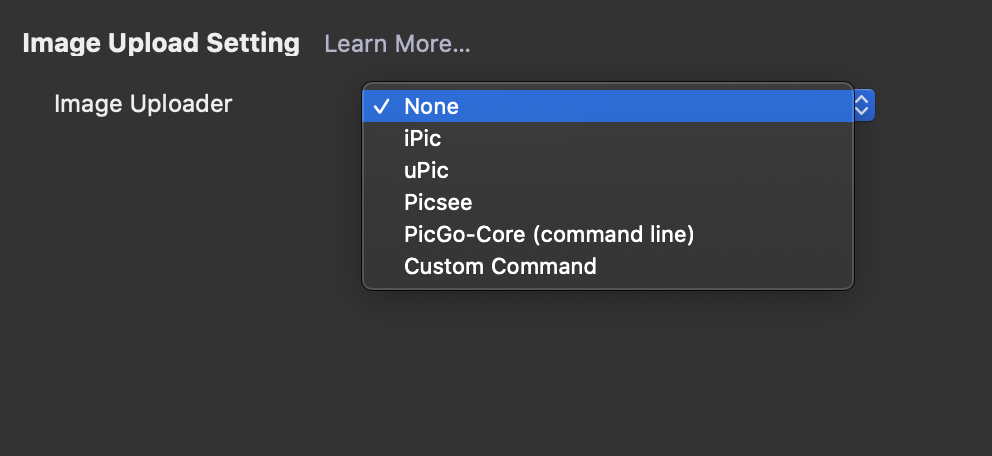 Image Upload Setting Learn More...
Image Uploader
✓ None
iPic
uPic
Picsee
PicGo-Core (command line)
Custom Command